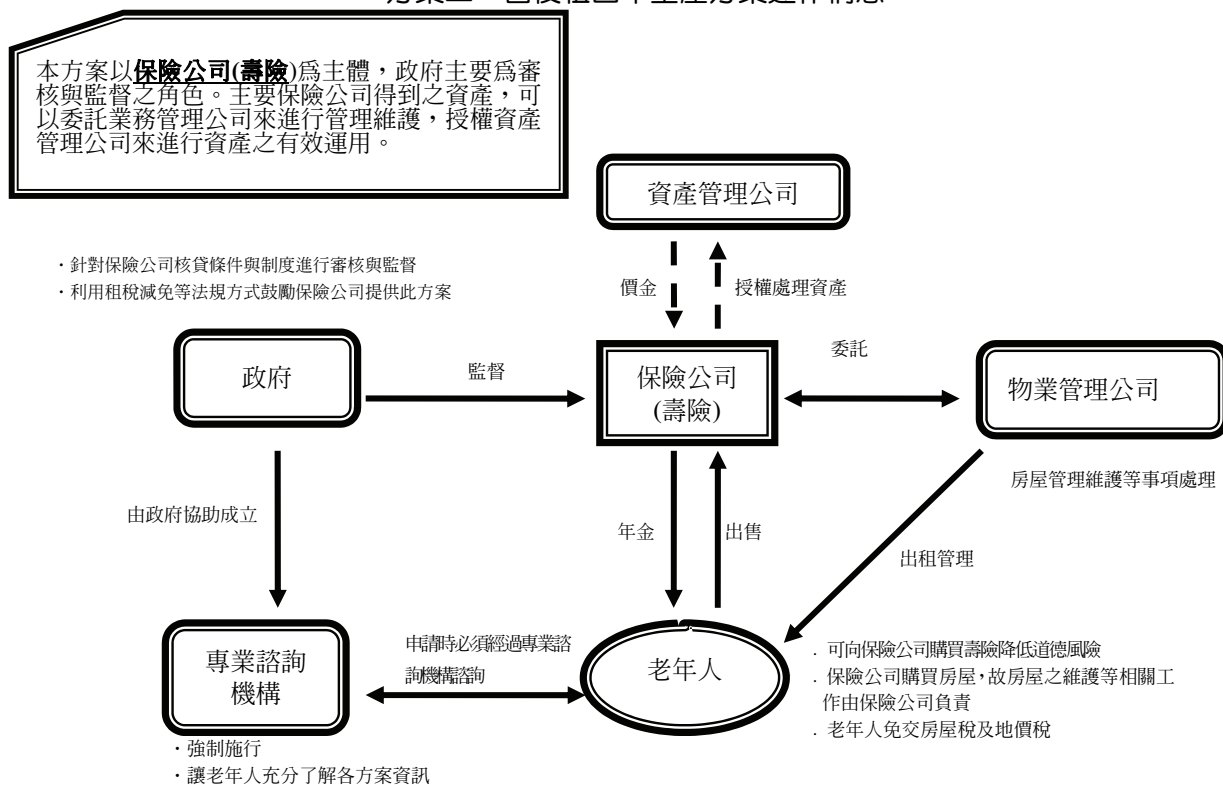 本方案以保險公司(壽險)為主體，政府主要為審
核與監督之角色。主要保險公司得到之資產，可
以委託業務管理公司來進行管理維護，授權資產
管理公司來進行資產之有效運用。
資產管理公司
・針對保險公司核貸條件與制度進行審核與監督
・利用租稅減免等法規方式鼓勵保險公司提供此方案
價金
授權處理資產
政府
監督
保險公司
(壽險)
委託
物業管理公司
房屋管理維護等事項處理
由政府協助成立
年金
出售
出租管理
專業諮詢
機構
申請時必須經過專業諮
詢機構諮詢
老年人
．可向保險公司購買壽險降低道德風險
．保險公司購買房屋，故房屋之維護等相關工
作由保險公司負責
．老年人免交房屋稅及地價稅
・強制施行
・讓老年人充分了解各方案資訊